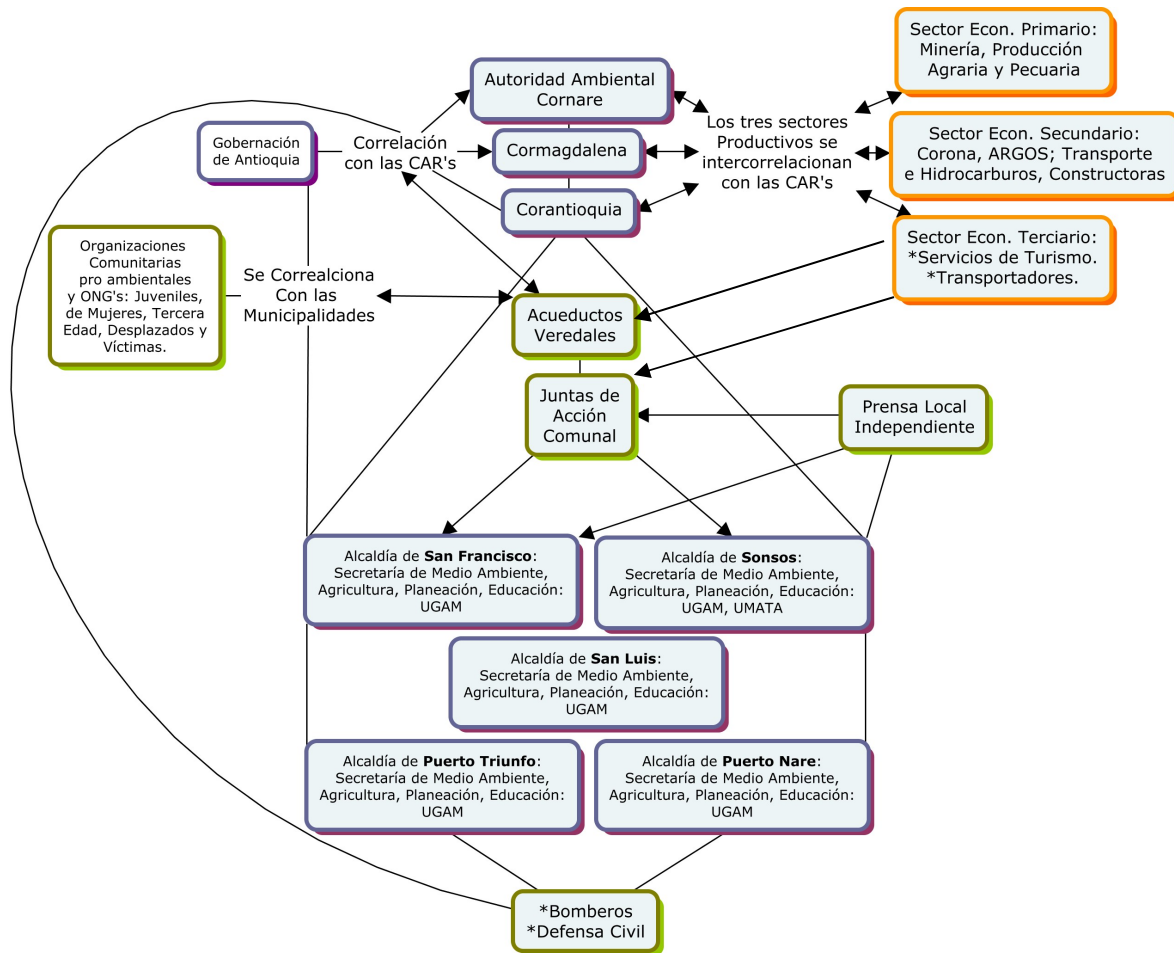 Sector Econ. Primario:
Minería, Producción
Agraria y Pecuaria
Autoridad Ambiental
Cornare
Gobernación
de Antioquia
Correlación
con las CAR's
Cormagdalena
Los tres sectores
Productivos se
intercorrelacionan
con las CAR's
Sector Econ. Secundario:
Corona, ARGOS; Transporte
e Hidrocarburos, Constructoras
Corantioquia
Organizaciones
Comunitarias
pro ambientales
y ONG's: Juveniles,
de Mujeres, Tercera
Edad, Desplazados y
Víctimas.
Se Correalciona
Con las
Municipalidades
Sector Econ. Terciario:
*Servicios de Turismo.
*Transportadores.
Acueductos
Veredales
Juntas de
Acción
Comunal
Prensa Local
Independiente
Alcaldía de San Francisco:
Secretaría de Medio Ambiente,
Agricultura, Planeación, Educación:
UGAM
Alcaldía de Sonsos:
Secretaría de Medio Ambiente,
Agricultura, Planeación, Educación:
UGAM, UMATA
Alcaldía de San Luis:
Secretaría de Medio Ambiente,
Agricultura, Planeación, Educación:
UGAM
Alcaldía de Puerto Triunfo:
Secretaría de Medio Ambiente,
Agricultura, Planeación, Educación:
UGAM
Alcaldía de Puerto Nare:
Secretaría de Medio Ambiente,
Agricultura, Planeación, Educación:
UGAM
*Bomberos
*Defensa Civil